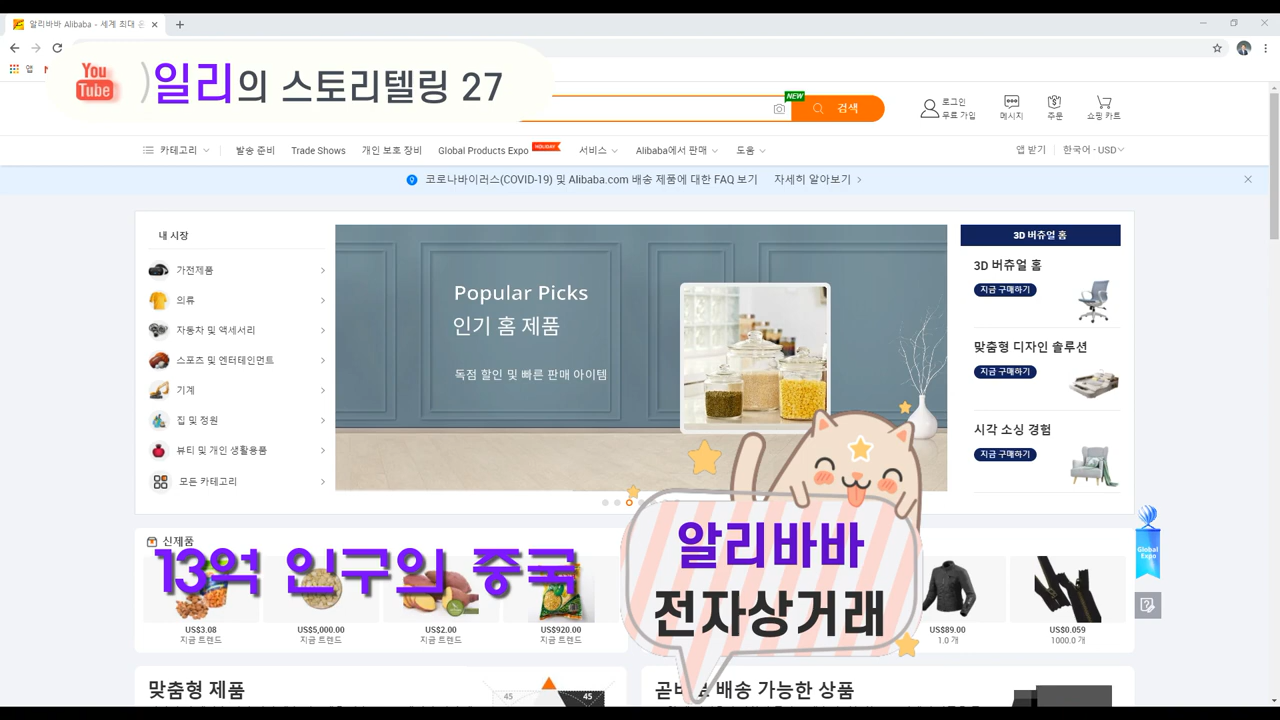 알리바바 Alibaba - 세계 최대 온
앱
You Tube
일리의 스토리텔링 27
NEW
검색
로그인
무료 가입
메시지
주문
쇼핑 카트
카테고리
발송 준비
Trade Shows
개인 보호 장비
Global Products Expo
HOLIDAY
서비스
Alibaba에서 판매
도움
앱 받기
한국어 - USD
코로나바이러스(COVID-19) 및 Alibaba.com 배송 제품에 대한 FAQ 보기 자세히 알아보기
내 시장
가전제품
의류
자동차 및 액세서리
스포츠 및 엔터테인먼트
기계
집 및 정원
뷰티 및 개인 생활용품
모든 카테고리
Popular Picks
인기 홈 제품
독점 할인 및 빠른 판매 아이템
3D 버츄얼 홈
3D 버츄얼 홈
지금 구매하기
맞춤형 디자인 솔루션
지금 구매하기
시각 소싱 경험
지금 구매하기
Global Expo
신제품
13억 인구의 중국
알리바바
전자상거래
US$3.08
지금 트렌드
US$5,000.00
지금 트렌드
US$2.00
지금 트렌드
US$920.00
지금 트렌드
US$89.00
1.0 개
US$0.059
1000.0 개
맞춤형 제품
45
45
배송 가능한 상품